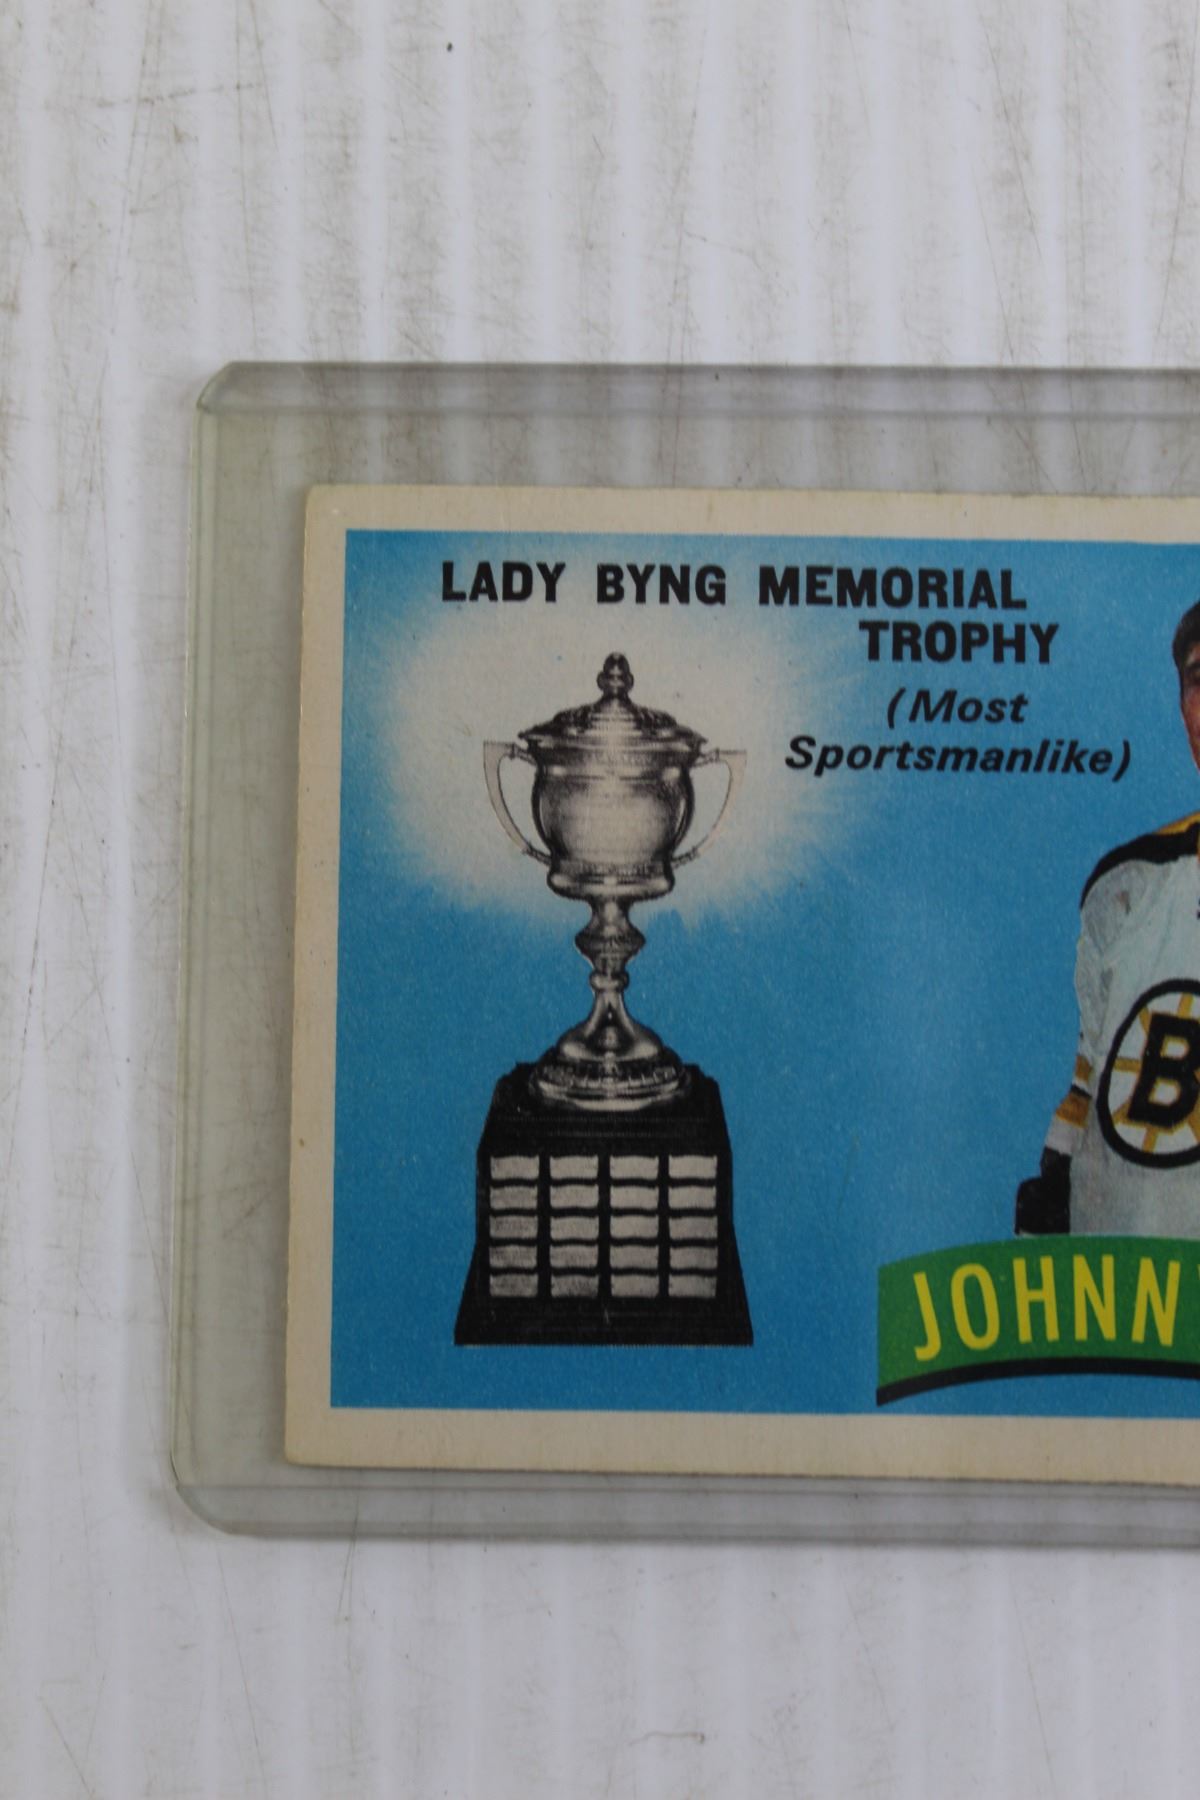 LADY BYNG MEMORIAL
TROPHY
(Most
Sportsmanlike)
B
JOHNN